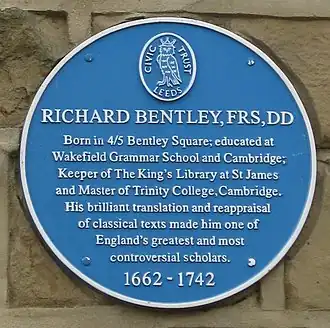 CIVIC TRUST
LEEDS
RICHARD BENTLEY, FRS, DD
Born in 4/5 Bentley Square; educated at
Wakefield Grammar School and Cambridge;
Keeper of The King's Library at St James
and Master of Trinity College, Cambridge.
His brilliant translation and reappraisal
of classical texts made him one of
England's greatest and most
controversial scholars.
1662 - 1742